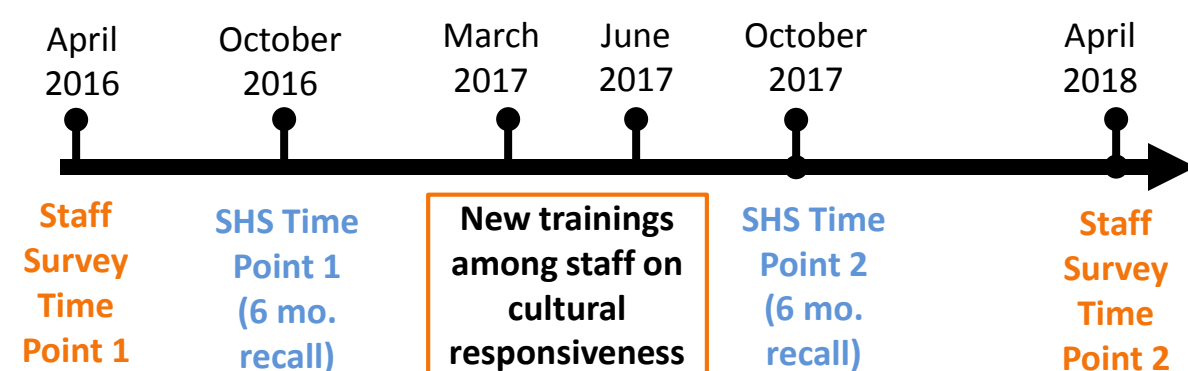 April
2016
October
2016
March
2017
June
2017
October
2017
April
2018
Staff
Survey
Time
Point 1
SHS Time
Point 1
(6 mo.
recall)
New trainings
among staff on
cultural
responsiveness
SHS Time
Point 2
(6 mo.
recall)
Staff
Survey
Time
Point 2